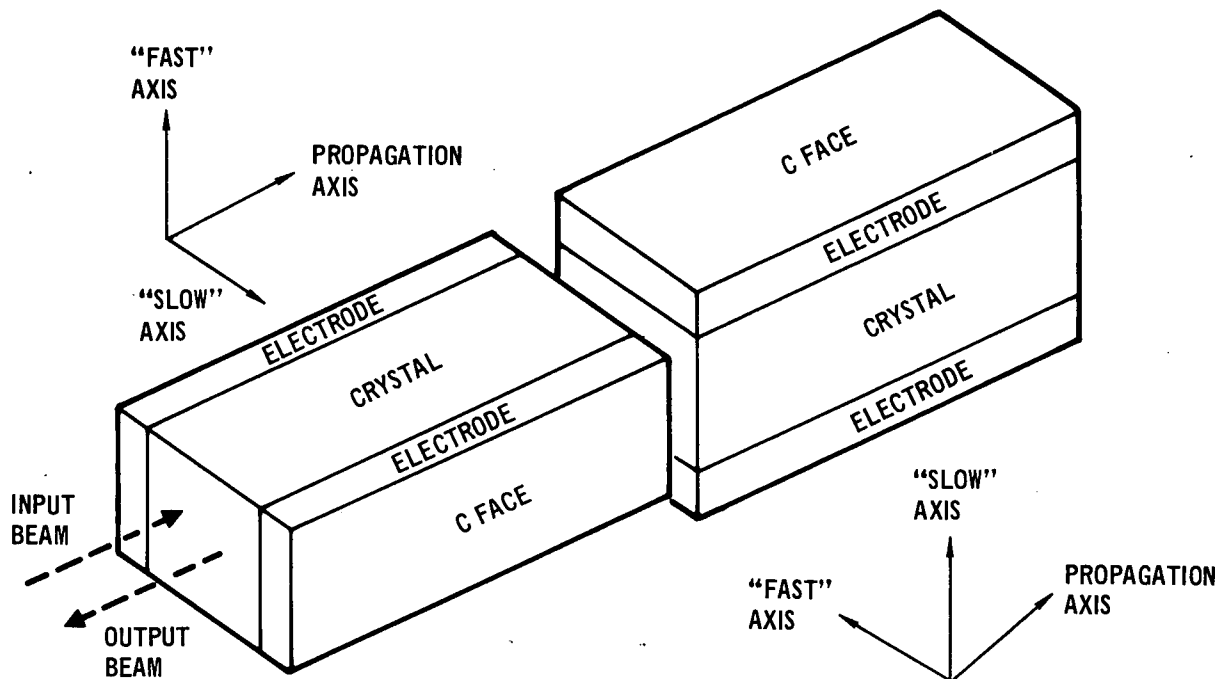 “FAST”
AXIS
PROPAGATION
AXIS
“SLOW”
AXIS
C FACE
ELECTRODE
CRYSTAL
ELECTRODE
ELECTRODE
CRYSTAL
ELECTRODE
C FACE
INPUT
BEAM
OUTPUT
BEAM
“SLOW”
AXIS
“FAST”
AXIS
PROPAGATION
AXIS